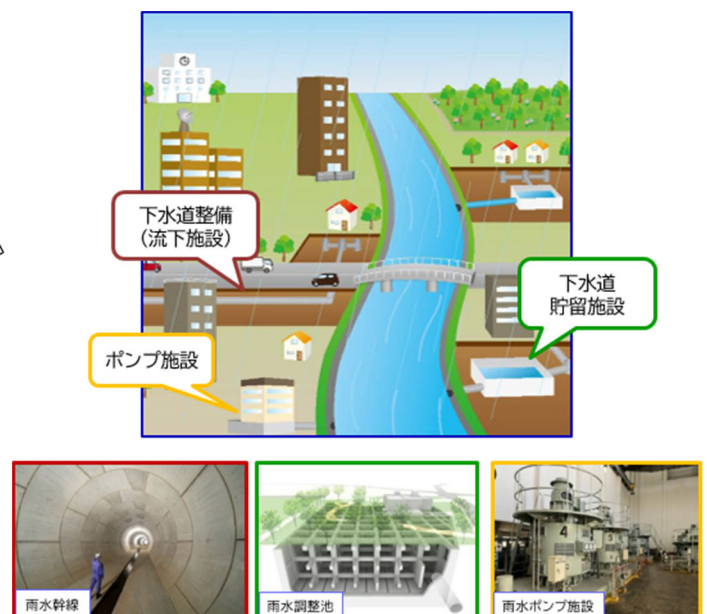 下水道整備
（流下施設）
下水道
貯留施設
ポンプ施設
雨水幹線
雨水調整池
4
雨水ポンプ施設